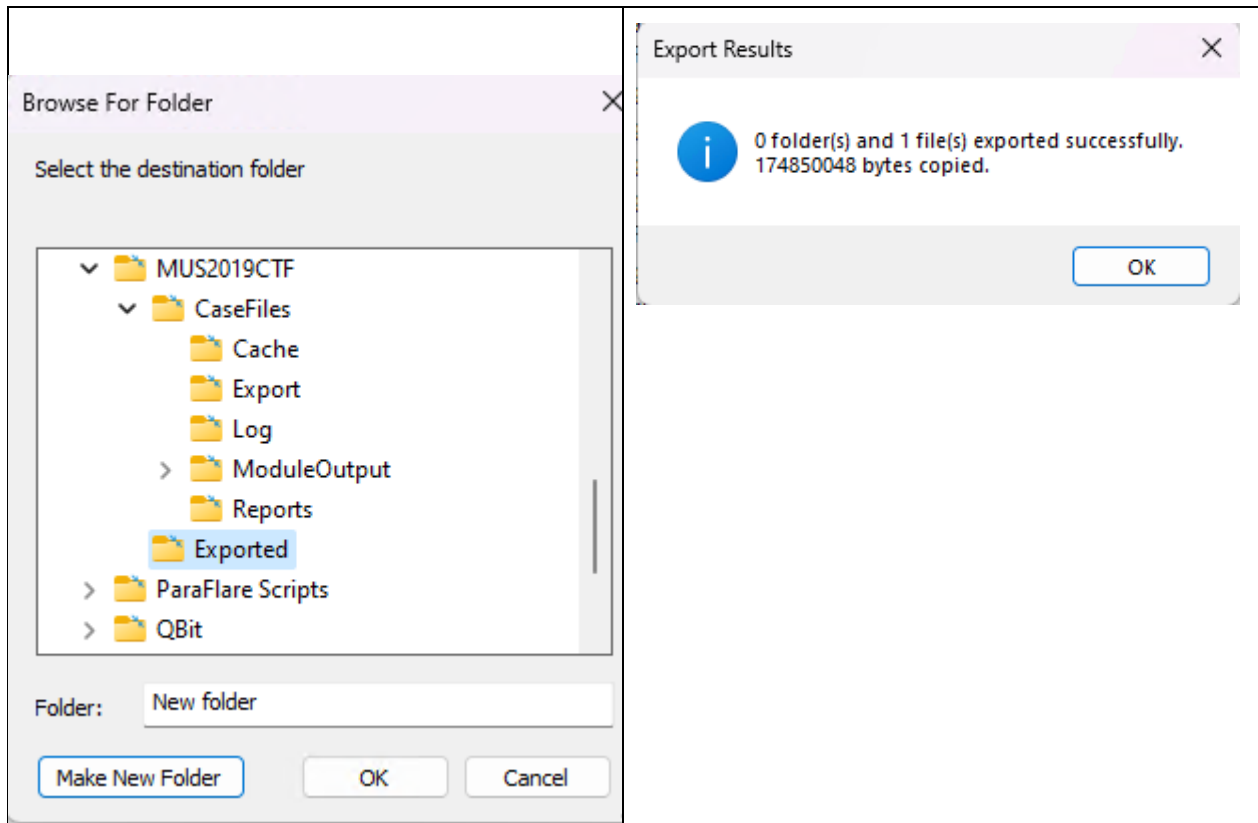 Browse For Folder
Select the destination folder
MUS2019CTF
CaseFiles
Cache
Export
Log
ModuleOutput
Reports
Exported
ParaFlare Scripts
QBit
Folder:
New folder
Make New Folder
OK
Cancel
Export Results
0 folder(s) and 1 file(s) exported successfully.
174850048 bytes copied.
OK